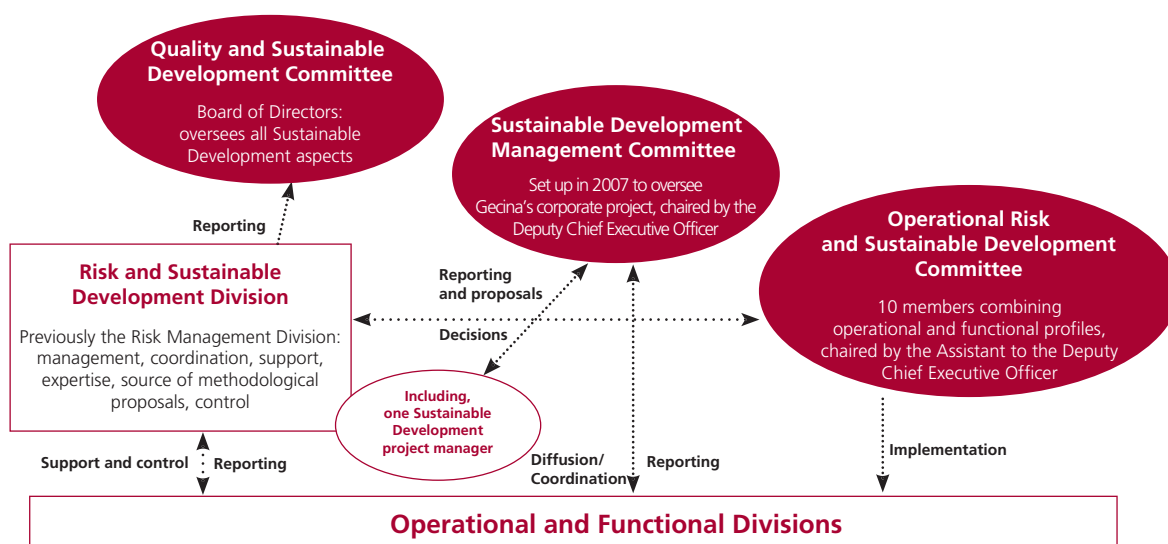 Quality and Sustainable
Development Committee
Board of Directors:
oversees all Sustainable
Development aspects
Sustainable Development
Management Committee
Set up in 2007 to oversee
Gecina's corporate project, chaired by the
Deputy Chief Executive Officer
Operational Risk
and Sustainable Development
Committee
10 members combining
operational and functional profiles,
chaired by the Assistant to the Deputy
Chief Executive Officer
Reporting
Risk and Sustainable
Development Division
Previously the Risk Management Division:
management, coordination, support,
expertise, source of methodological
proposals, control
Reporting
and proposals
Decisions
Including,
one Sustainable
Development
project manager
Support and control
Reporting
Diffusion/
Coordination
Reporting
Implementation
Operational and Functional Divisions